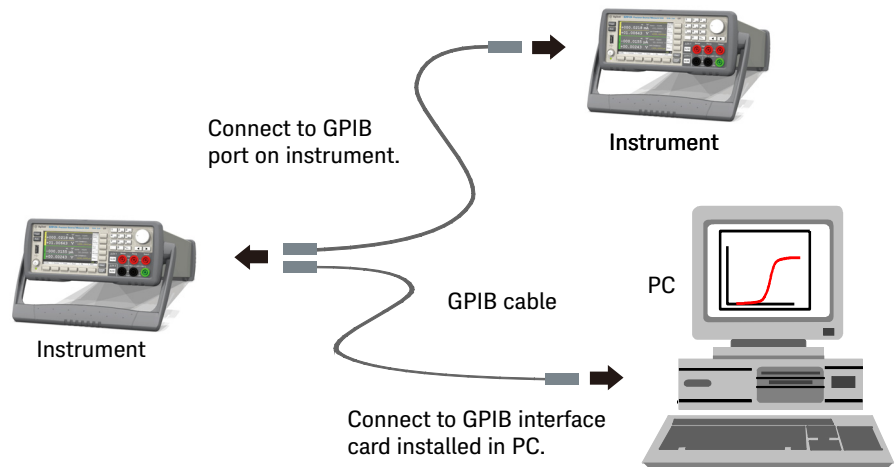 Connect to GPIB
port on instrument.
Instrument
Instrument
GPIB cable
PC
Connect to GPIB interface
card installed in PC.